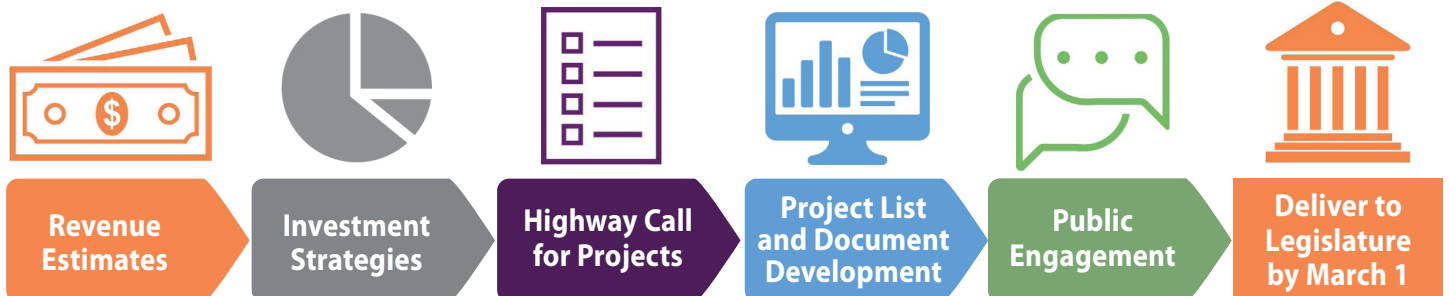 $
Revenue
Estimates
Investment
Strategies
Highway Call
for Projects
Project List
and Document
Development
Public
Engagement
Deliver to
Legislature
by March 1